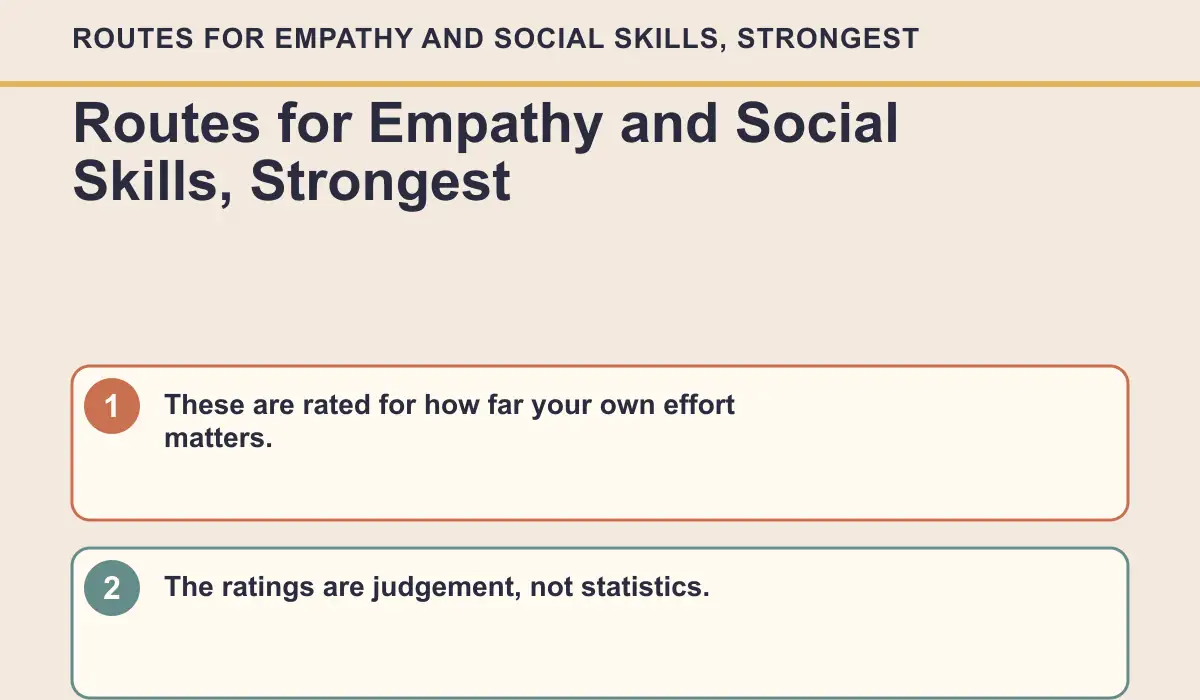 ROUTES FOR EMPATHY AND SOCIAL SKILLS, STRONGEST
Routes for Empathy and Social
Skills, Strongest
1
These are rated for how far your own effort
matters.
2
The ratings are judgement, not statistics.